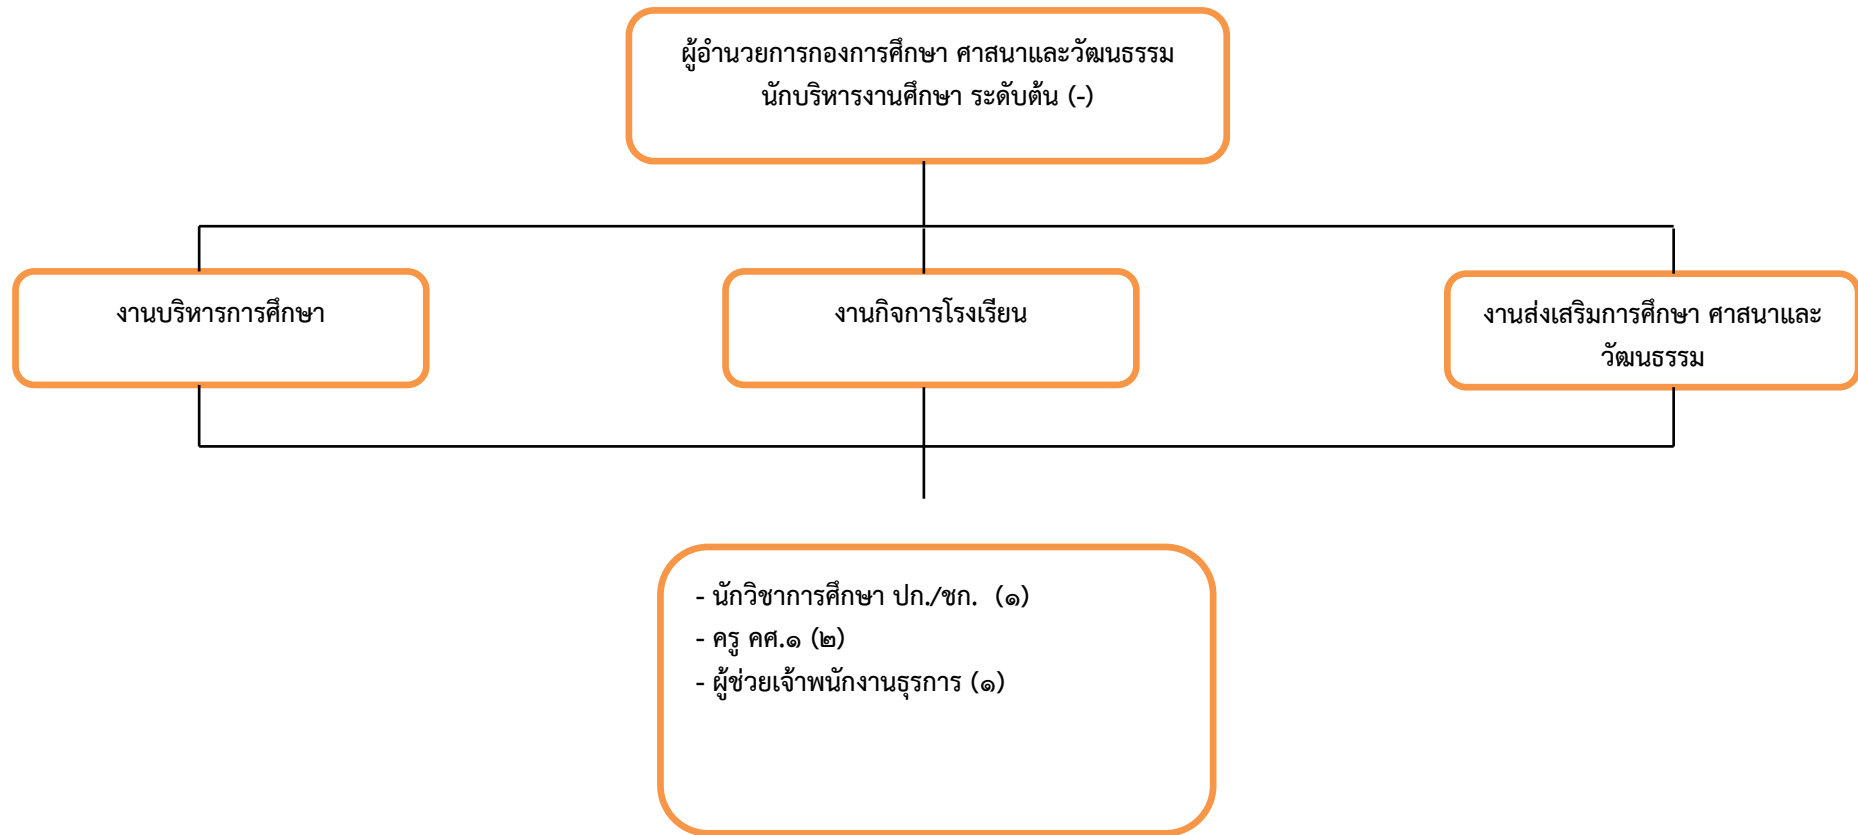 ผู้อำนวยการกองการศึกษา ศาสนาและวัฒนธรรม
นักบริหารงานศึกษา ระดับต้น (-)
งานบริหารการศึกษา
งานกิจการโรงเรียน
งานส่งเสริมการศึกษา ศาสนาและ
วัฒนธรรม
- นักวิชาการศึกษา ปก./ชก. (๑)
- ครู คศ.๑ (๒)
- ผู้ช่วยเจ้าพนักงานธุรการ (๑)